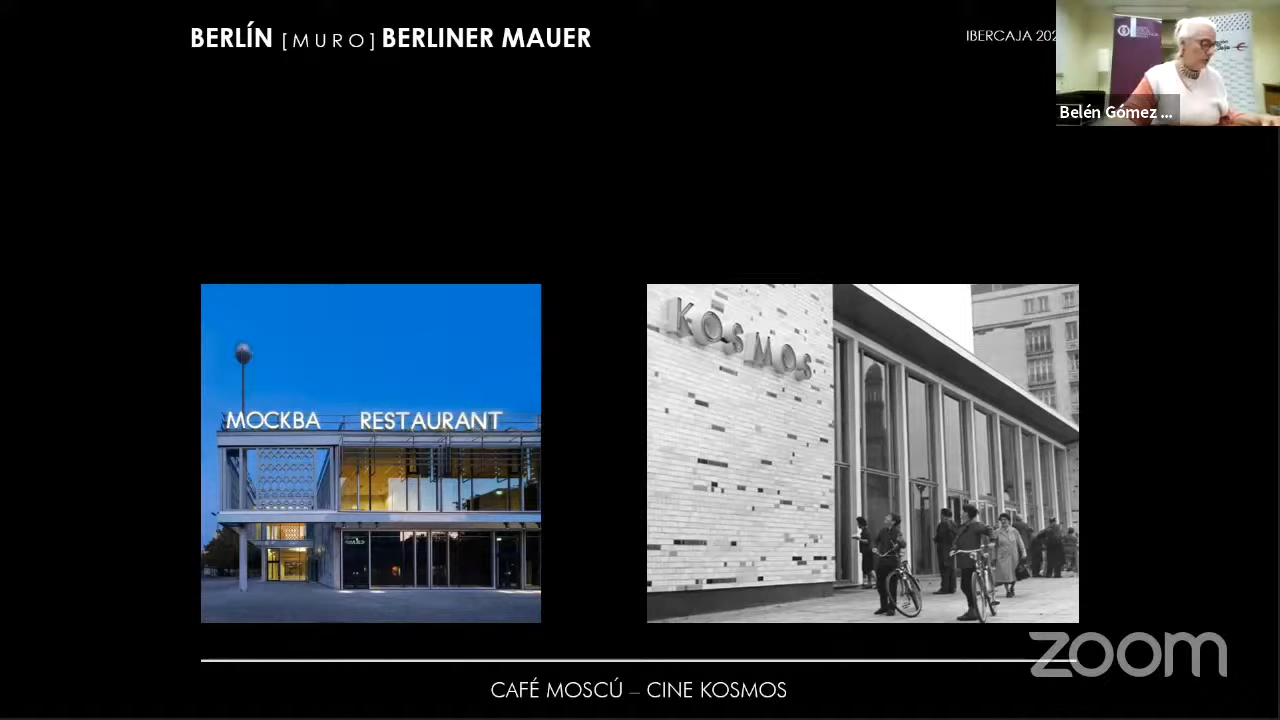 BERLÍN [MURO] BERLINER MAUER
IBERCAJA 202
Belén Gómez ...
MOCKBA RESTAURANT
KOSMOS
zoom
CAFÉ MOSCÚ – CINE KOSMOS